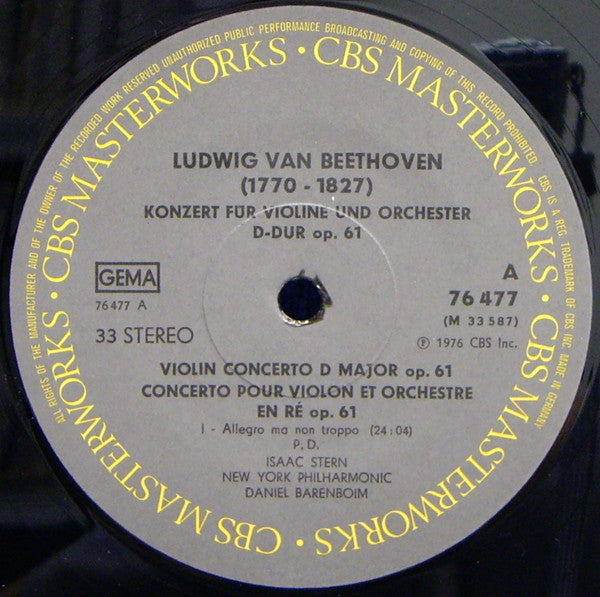 ALL RIGHTS OF THE MANUFACTURER AND OF THE OWNER OF THE RECORDED WORK RESERVED UNAUTHORIZED PUBLIC PERFORMANCE BROADCASTING AND COPYING OF THIS RECORD PROHIBITED. CBS IS A REG. TRADEMARK OF CBS INC. MADE IN GERMANY
CBS MASTERWORKS · CBS MASTERWORKS · CBS MASTERWORKS · CBS MASTERWORKS ·
LUDWIG VAN BEETHOVEN
(1770 - 1827)
KONZERT FÜR VIOLINE UND ORCHESTER
D-DUR op. 61
GEMA
76477 A
33 STEREO
A
76 477
(M 33 587)
℗ 1976 CBS Inc.
VIOLIN CONCERTO D MAJOR op. 61
CONCERTO POUR VIOLON ET ORCHESTRE
EN RÉ op. 61
I - Allegro ma non troppo (24:04)
P. D.
ISAAC STERN
NEW YORK PHILHARMONIC
DANIEL BARENBOIM